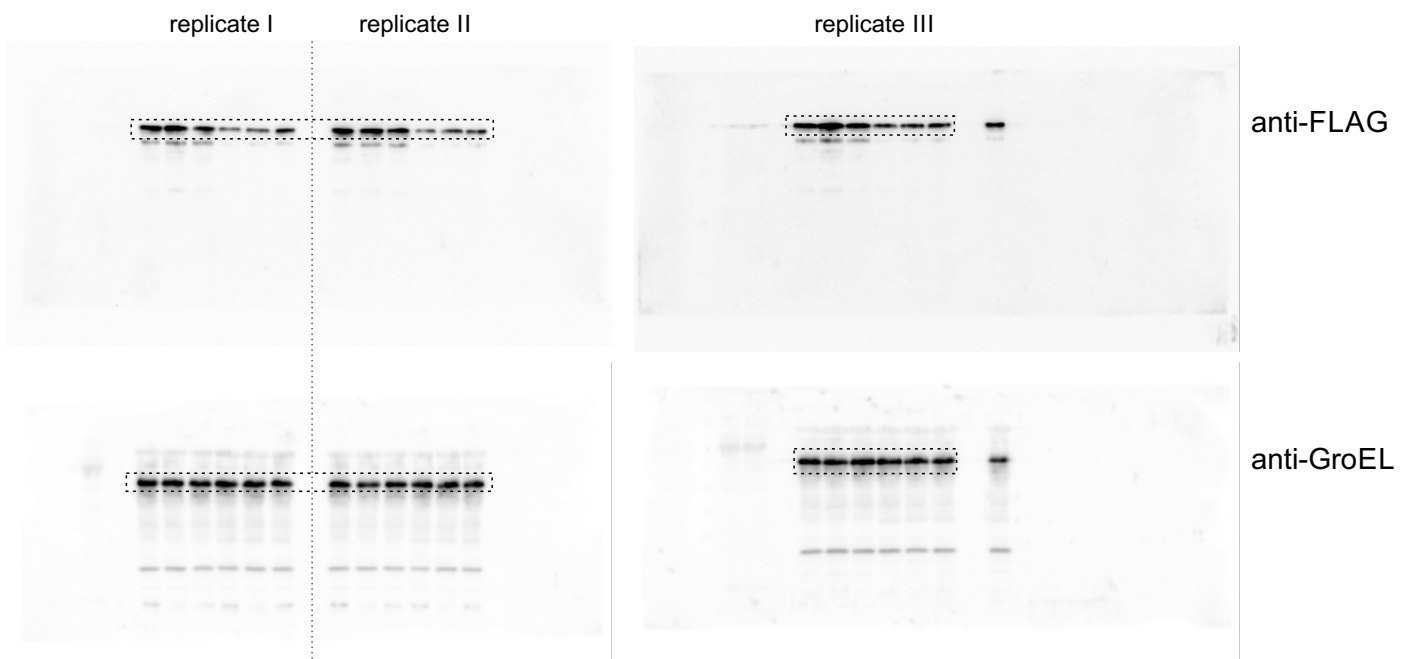 replicate I
replicate II
replicate III
anti-FLAG
anti-GroEL